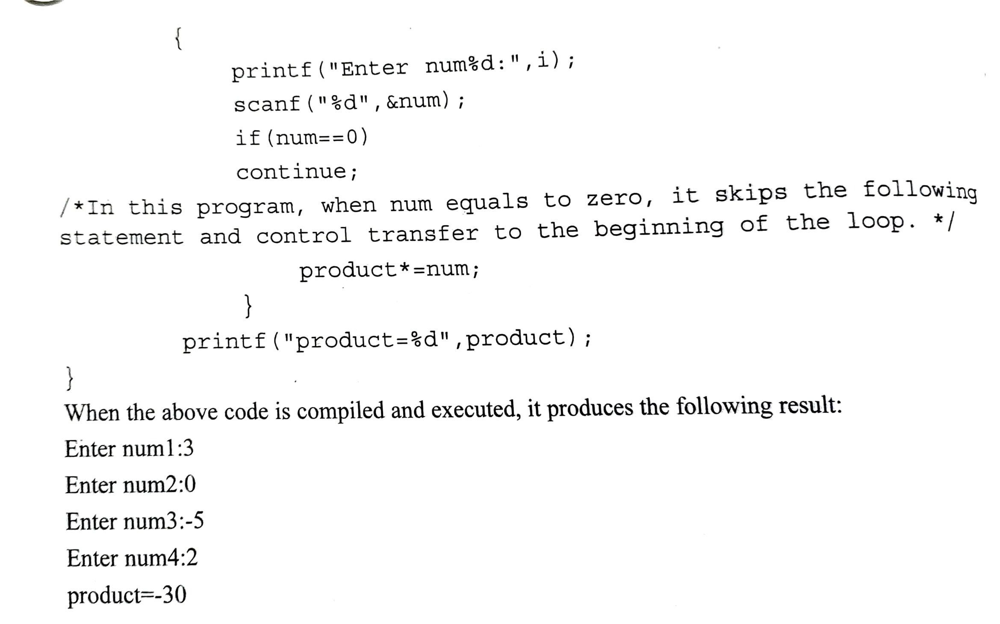 {
printf("Enter num%d:",i);
scanf("%d",&num);
if(num==0)
continue;
/*In this program, when num equals to zero, it skips the following
statement and control transfer to the beginning of the loop. */
product*=num;
}
printf("product=%d",product);
}
When the above code is compiled and executed, it produces the following result:
Enter num1:3
Enter num2:0
Enter num3:-5
Enter num4:2
product=-30